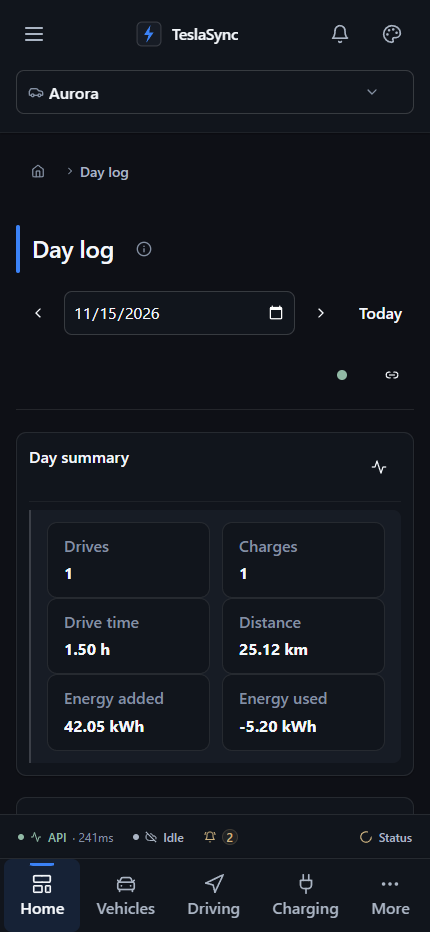 TeslaSync
Aurora
Day log
Day log
11/15/2026
Today
Day summary
Drives
1
Charges
1
Drive time
1.50 h
Distance
25.12 km
Energy added
42.05 kWh
Energy used
-5.20 kWh
API · 241ms
Idle
2
Status
Home
Vehicles
Driving
Charging
More